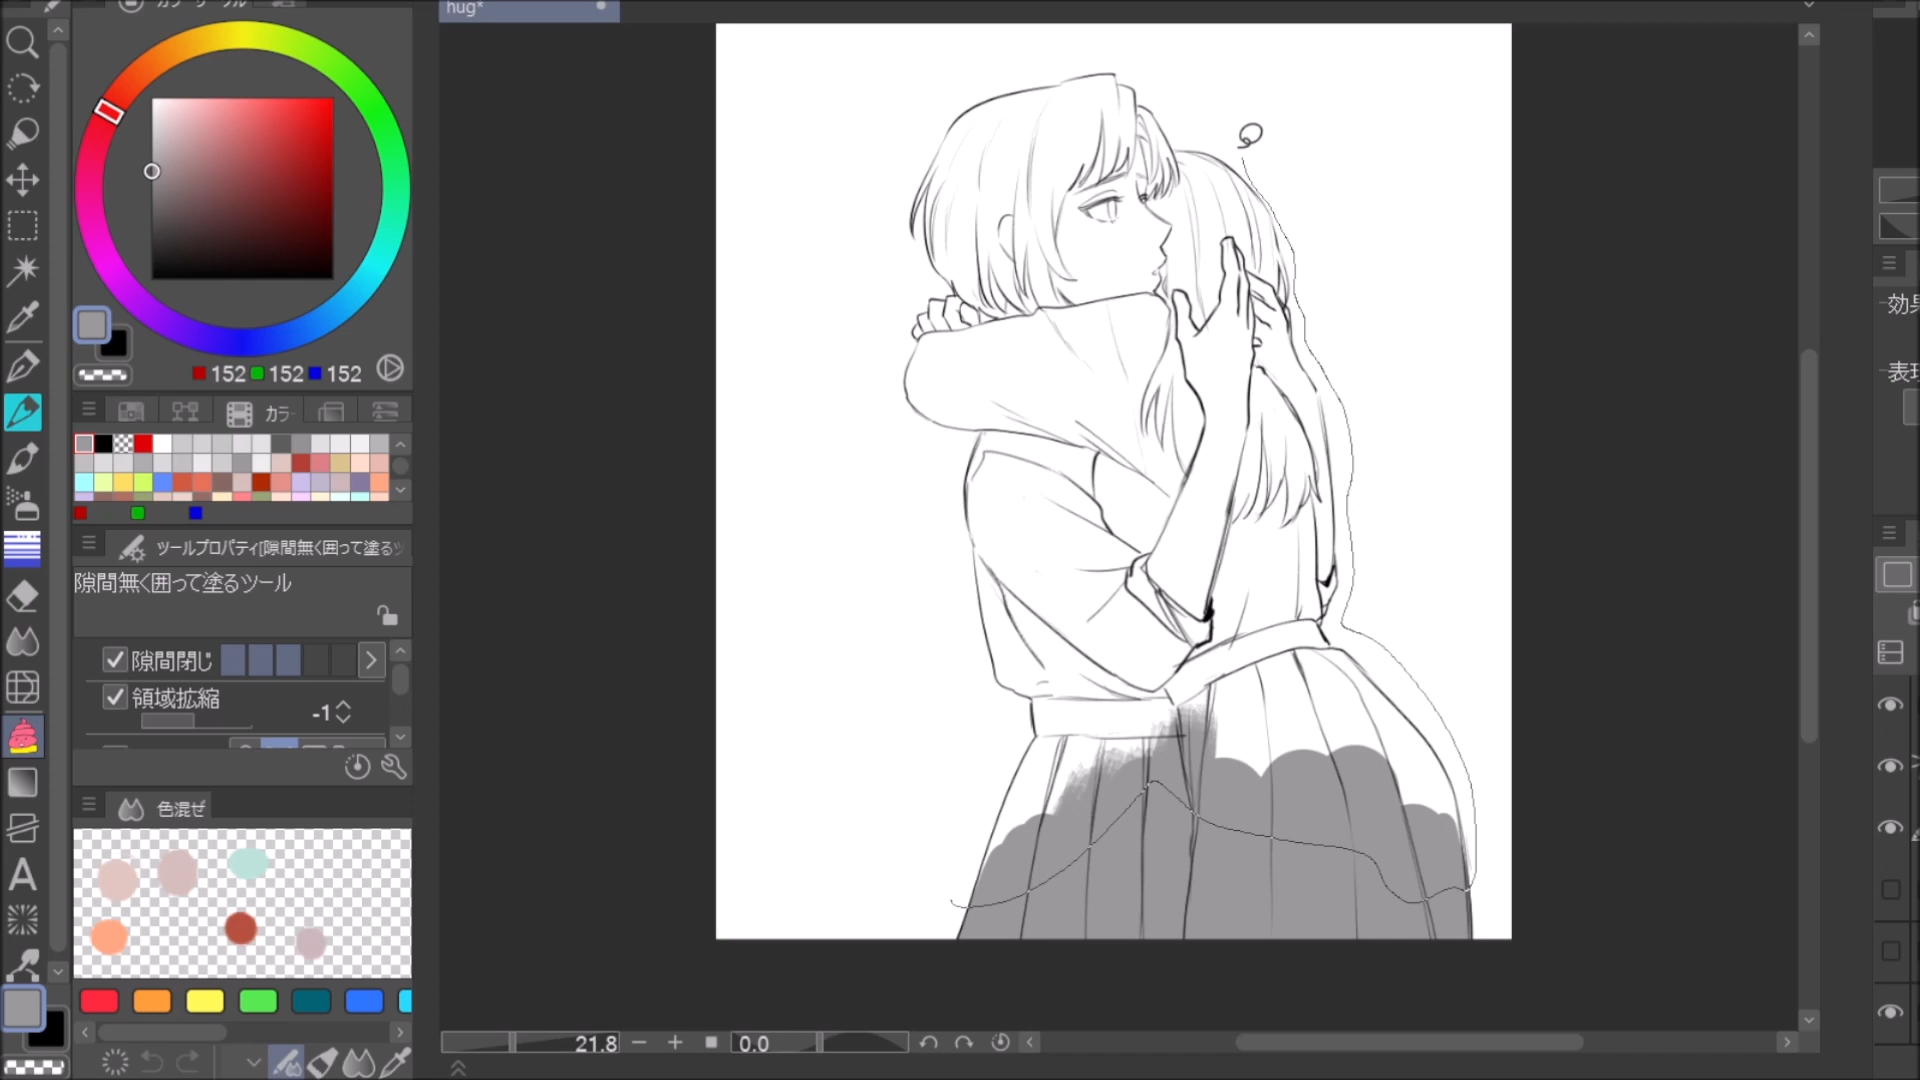 hug*
152 152 152
カラ
ツールプロパティ[隙間無く囲って塗るツ
隙間無く囲って塗るツール
隙間閉じ
領域拡縮
-1
色混ぜ
A
21.8
0.0
効果
表現